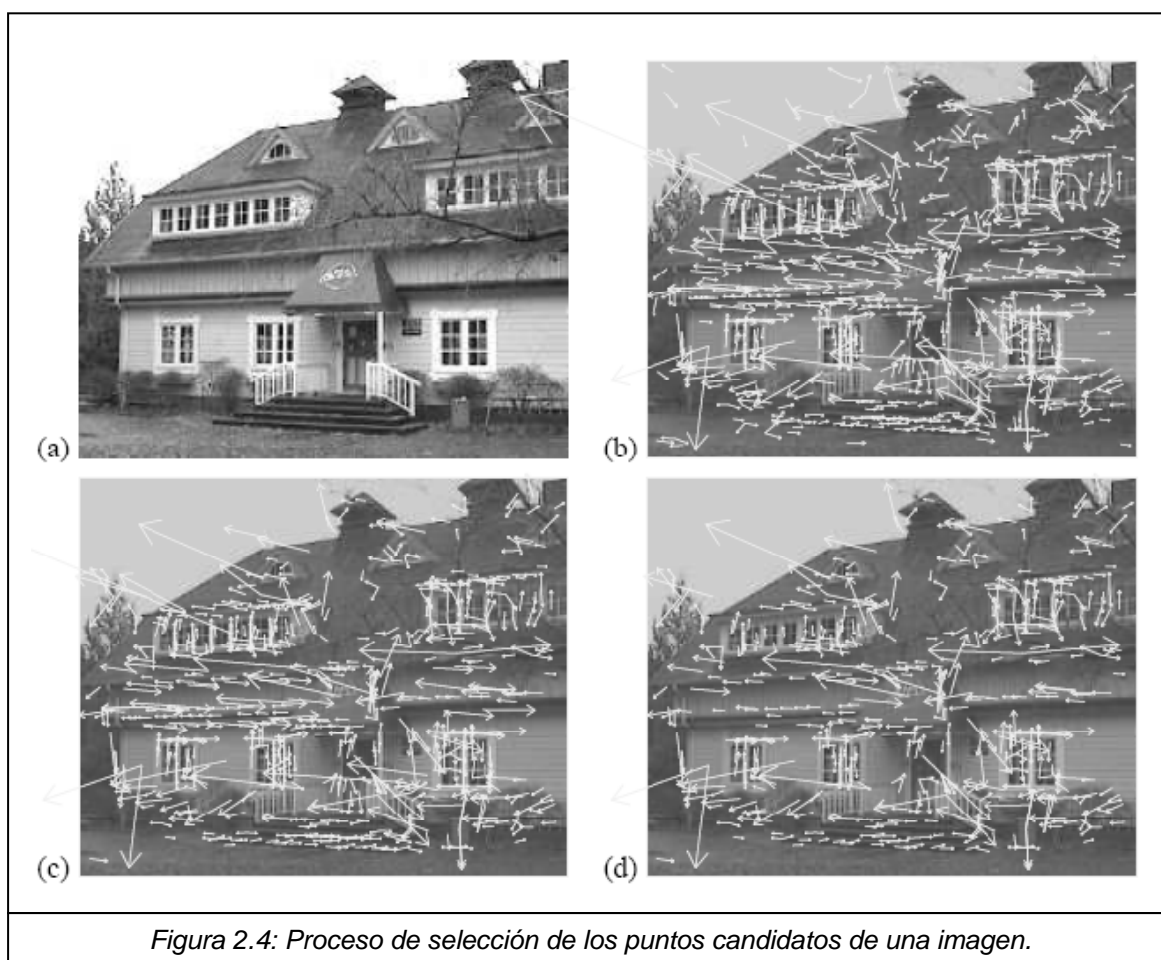 (a)
(b)
(c)
(d)
Figura 2.4: Proceso de selección de los puntos candidatos de una imagen.